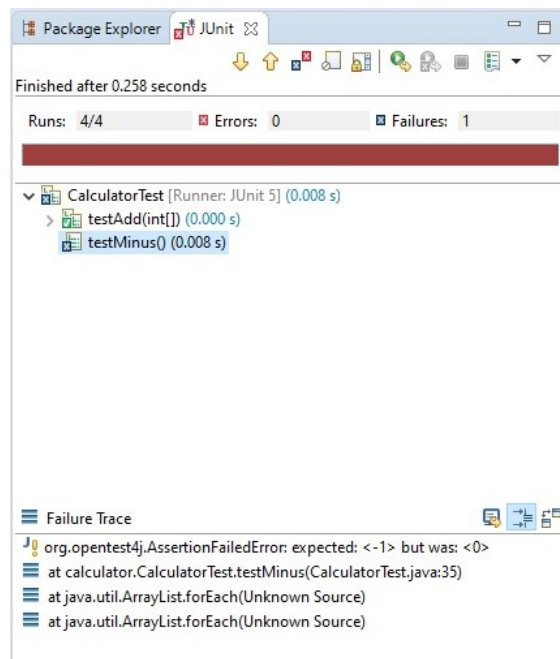 Package Explorer JUnit
Finished after 0.258 seconds
Runs: 4/4 Errors: 0 Failures: 1
CalculatorTest [Runner: JUnit 5] (0.008 s)
testAdd(int[]) (0.000 s)
testMinus() (0.008 s)
Failure Trace
org.opentest4j.AssertionFailedError: expected: <-1> but was: <0>
at calculator.CalculatorTest.testMinus(CalculatorTest.java:35)
at java.util.ArrayList.forEach(Unknown Source)
at java.util.ArrayList.forEach(Unknown Source)